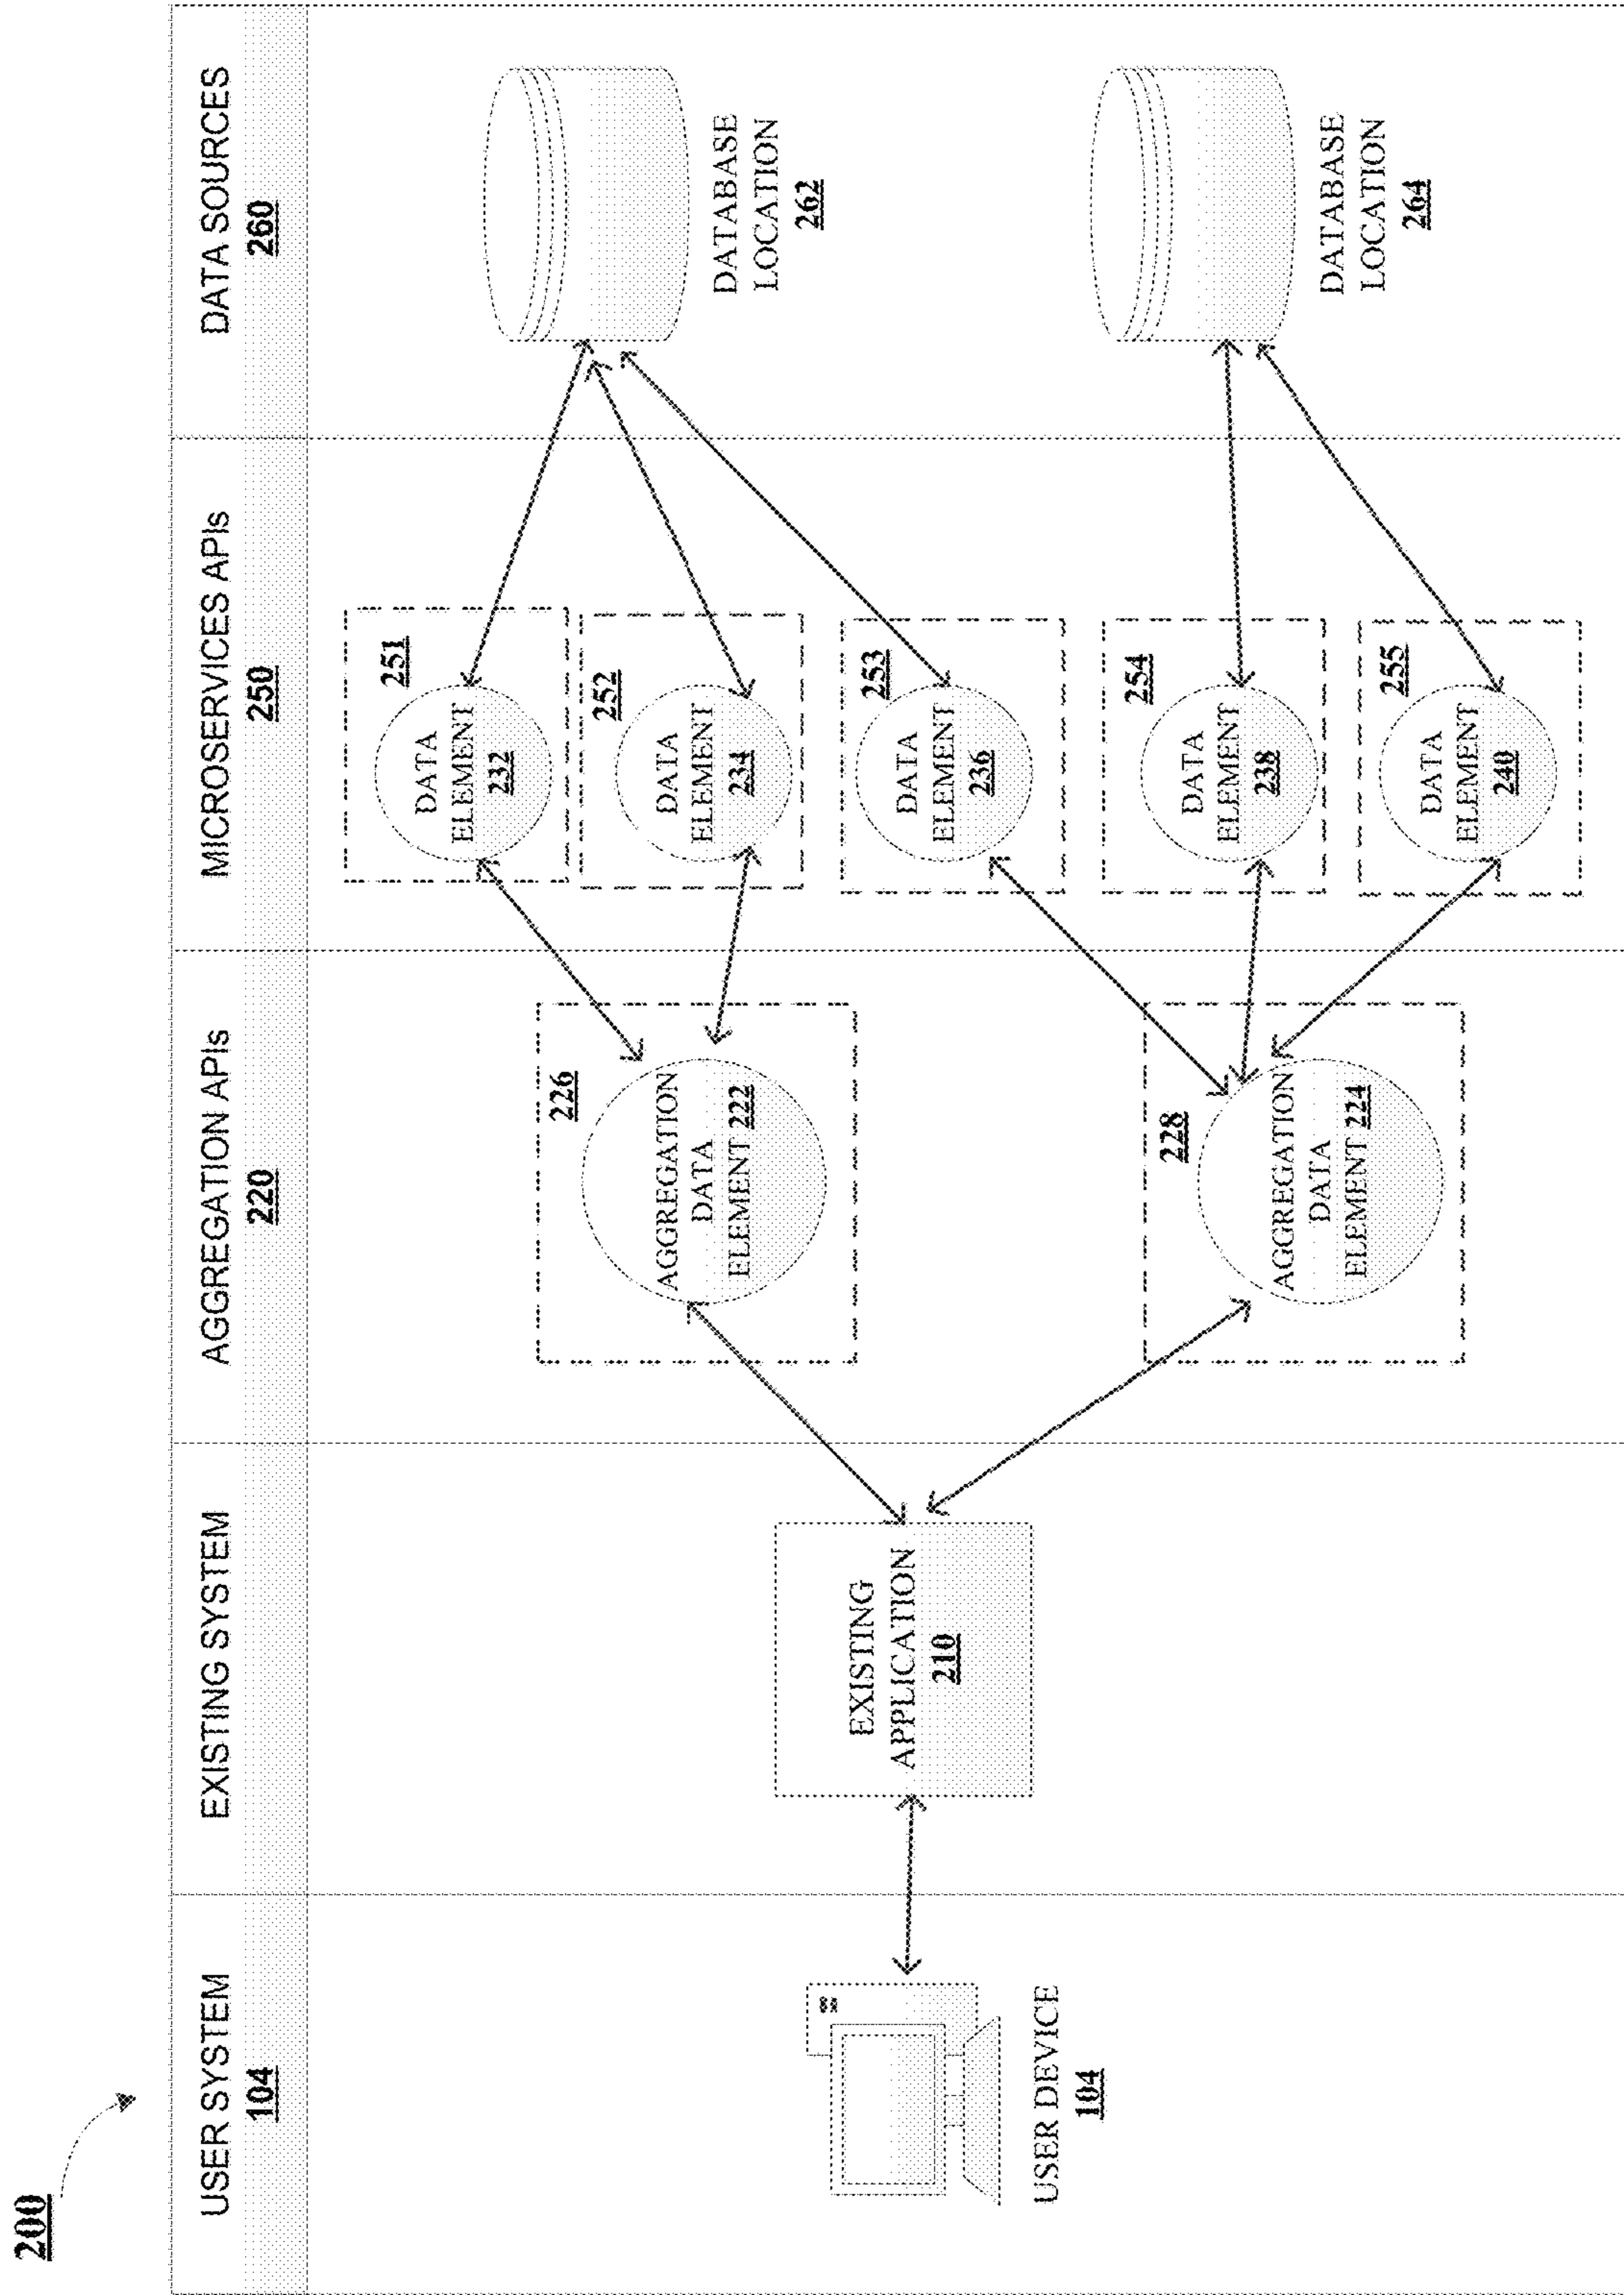 200
USER SYSTEM
104
EXISTING SYSTEM
AGGREGATION APIs
220
MICROSERVICES APIs
250
DATA SOURCES
260
USER DEVICE
104
EXISTING
APPLICATION
210
226
AGGREGATION
DATA
ELEMENT 222
228
AGGREGATION
DATA
ELEMENT 224
251
DATA
ELEMENT
232
252
DATA
ELEMENT
234
253
DATA
ELEMENT
236
254
DATA
ELEMENT
238
255
DATA
ELEMENT
240
DATABASE
LOCATION
262
DATABASE
LOCATION
264